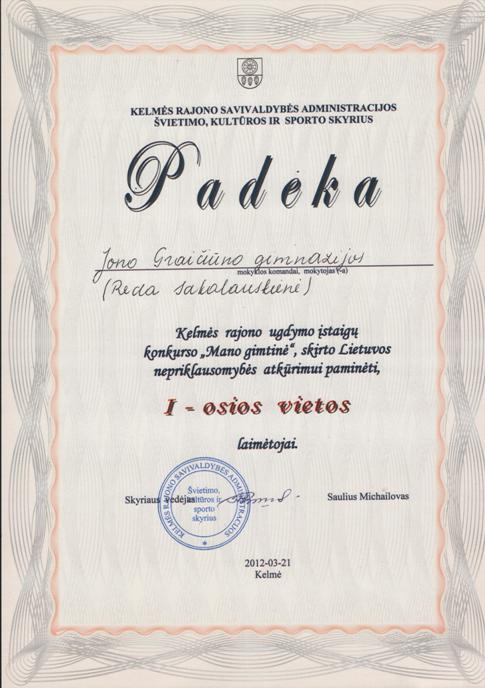 KELMĖS RAJONO SAVIVALDYBĖS ADMINISTRACIJOS
ŠVIETIMO, KULTŪROS IR SPORTO SKYRIUS
Padėka
Jono Graičiūno gimnazijos
mokyklos komandai, mokytojas (-a)
(Reda Sakalauskienė)
Kelmės rajono ugdymo įstaigų
konkurso „Mano gimtinė“, skirto Lietuvos
nepriklausomybės atkūrimui paminėti,
I - osios vietos
laimėtojai.
KELMĖS RAJONO SAVIVALDYBĖS ADMINISTRACIJOS
Švietimo,
kultūros ir
sporto
skyrius
Skyriaus vedėjas
Saulius Michailovas
2012-03-21
Kelmė